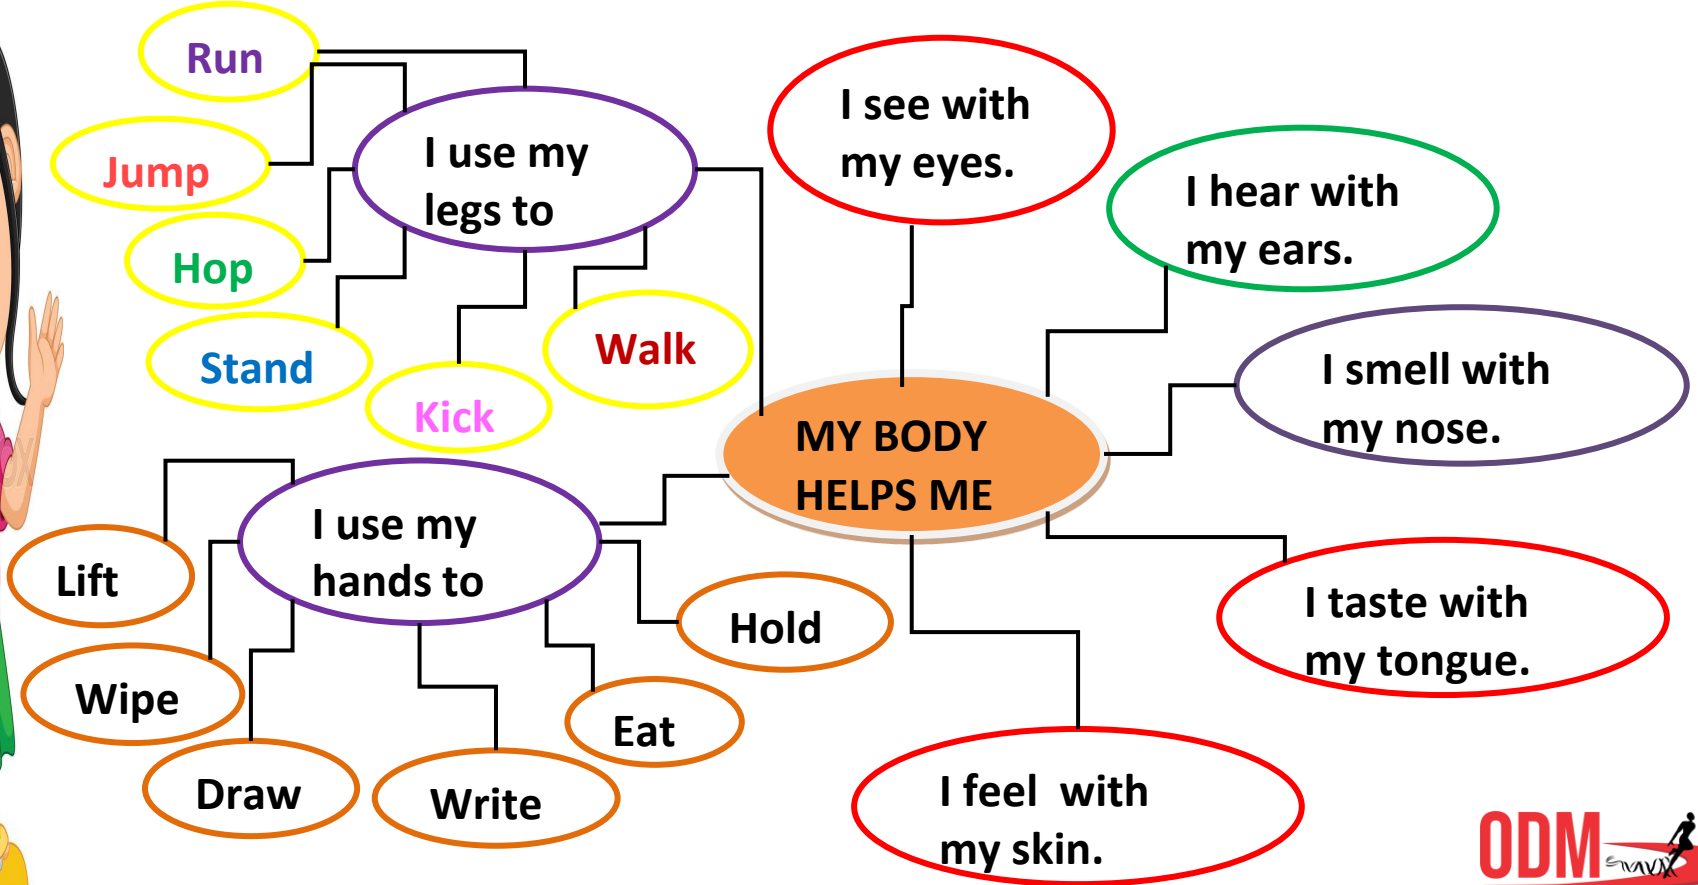 Run
Jump
Hop
Stand
Kick
Walk
I use my
legs to
I see with
my eyes.
I hear with
my ears.
I smell with
my nose.
MY BODY
HELPS ME
I use my
hands to
Lift
Wipe
Draw
Write
Eat
Hold
I taste with
my tongue.
I feel with
my skin.
ODM